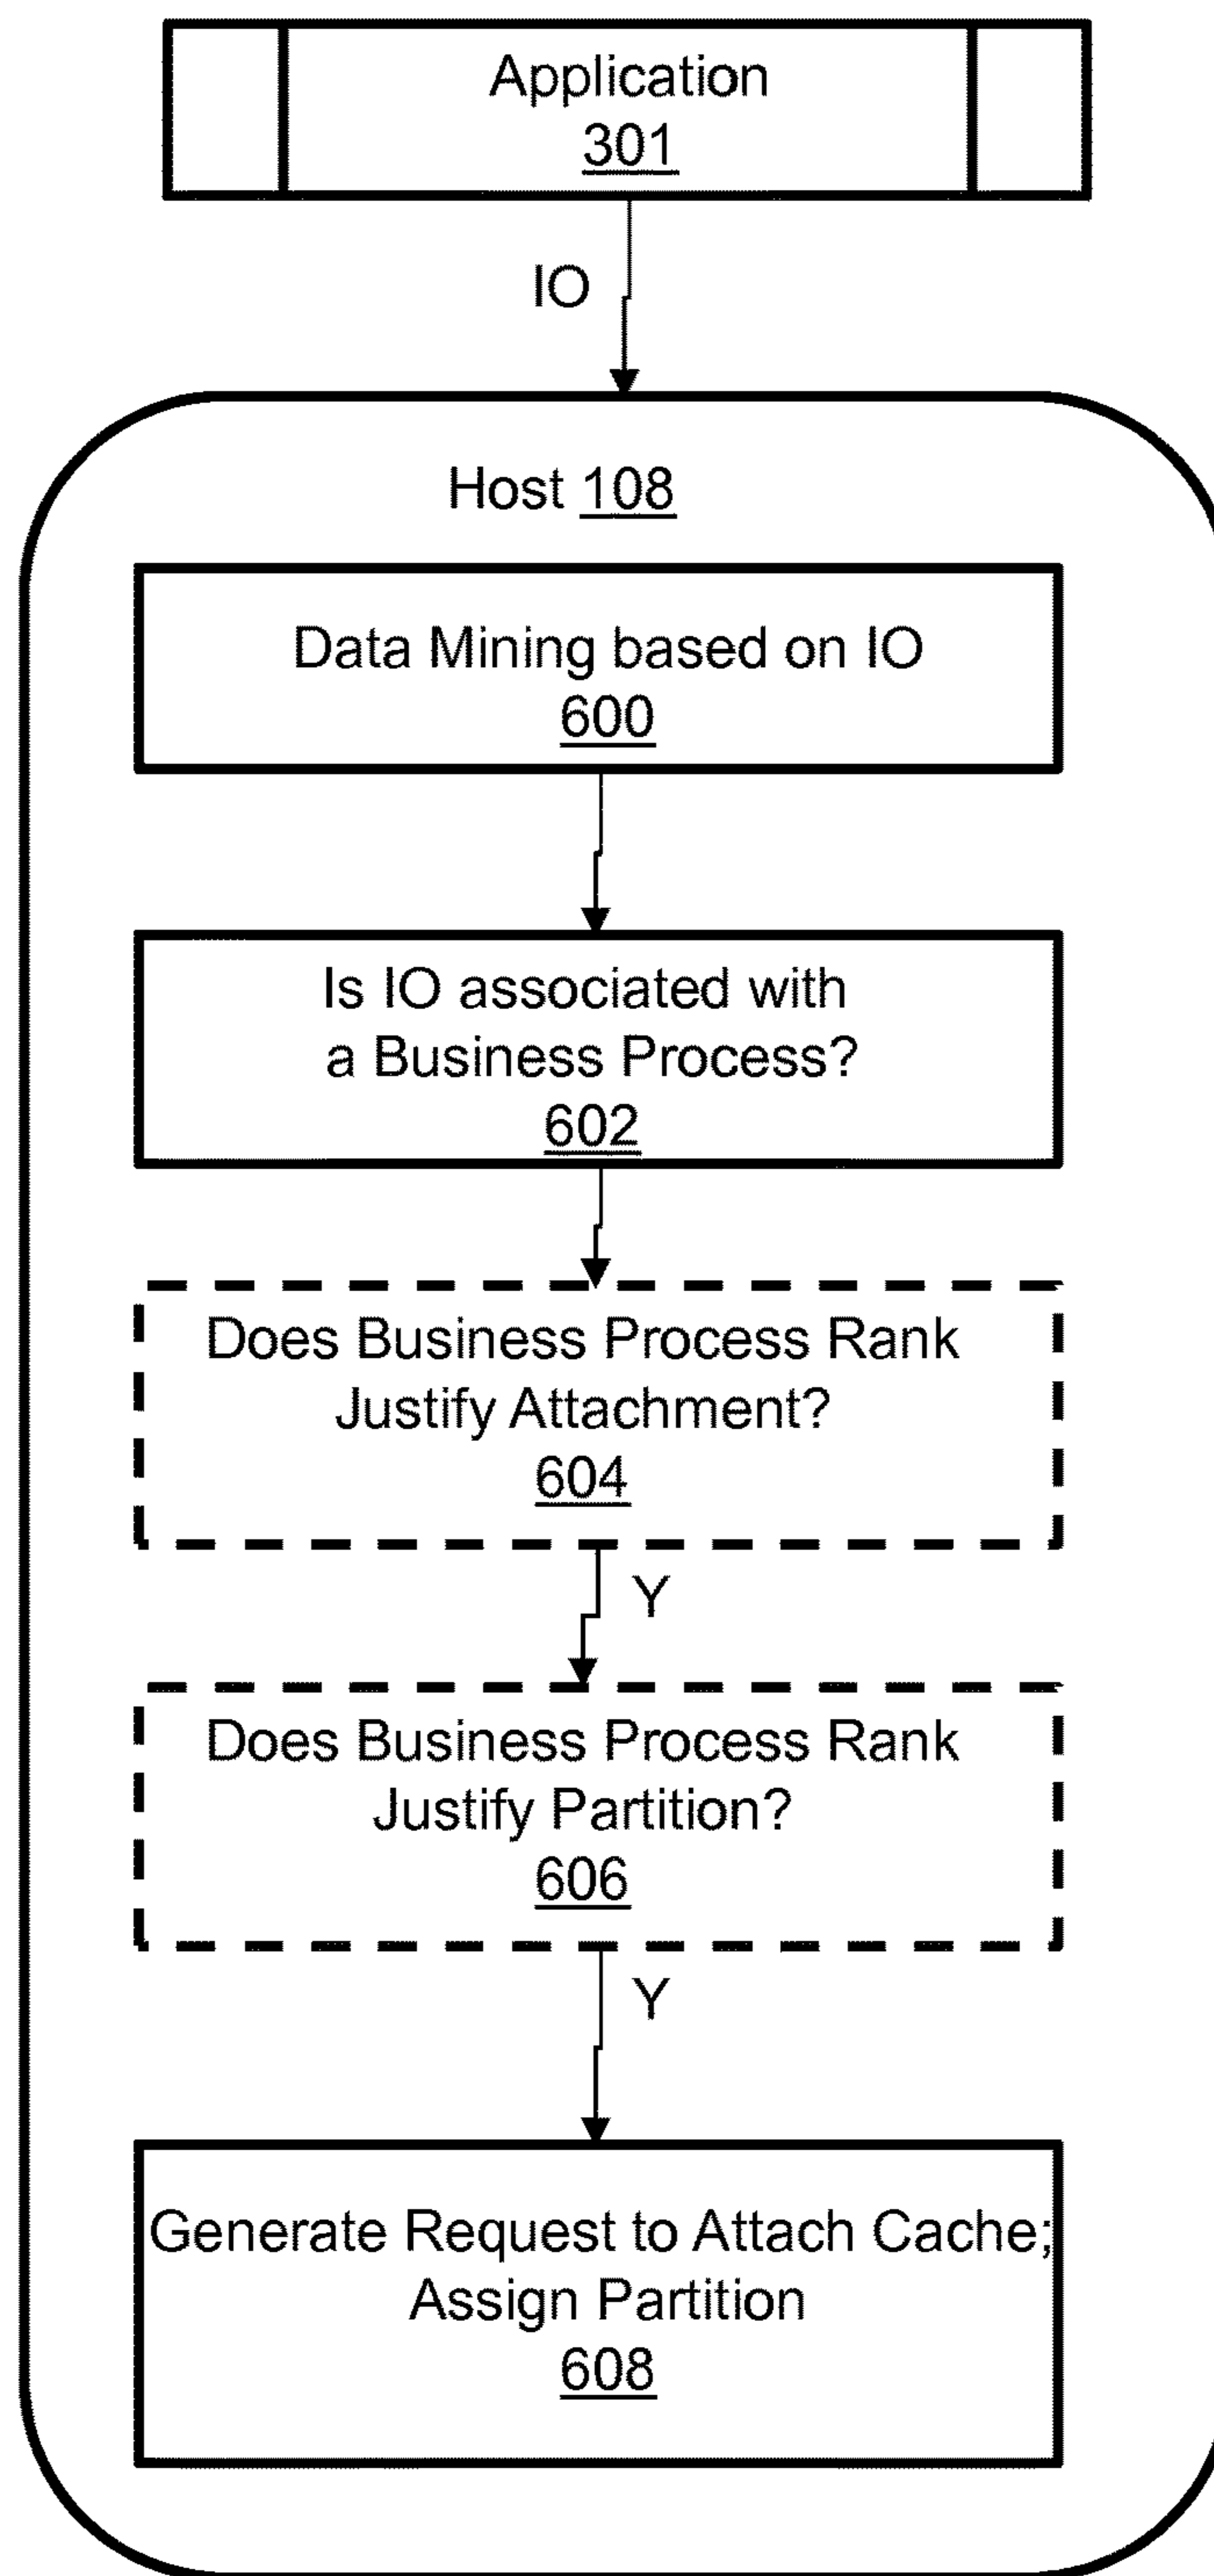 Application
301
IO
Host 108
Data Mining based on IO
600
Is IO associated with
a Business Process?
602
Does Business Process Rank
Justify Attachment?
604
Y
Does Business Process Rank
Justify Partition?
606
Y
Generate Request to Attach Cache;
Assign Partition
608